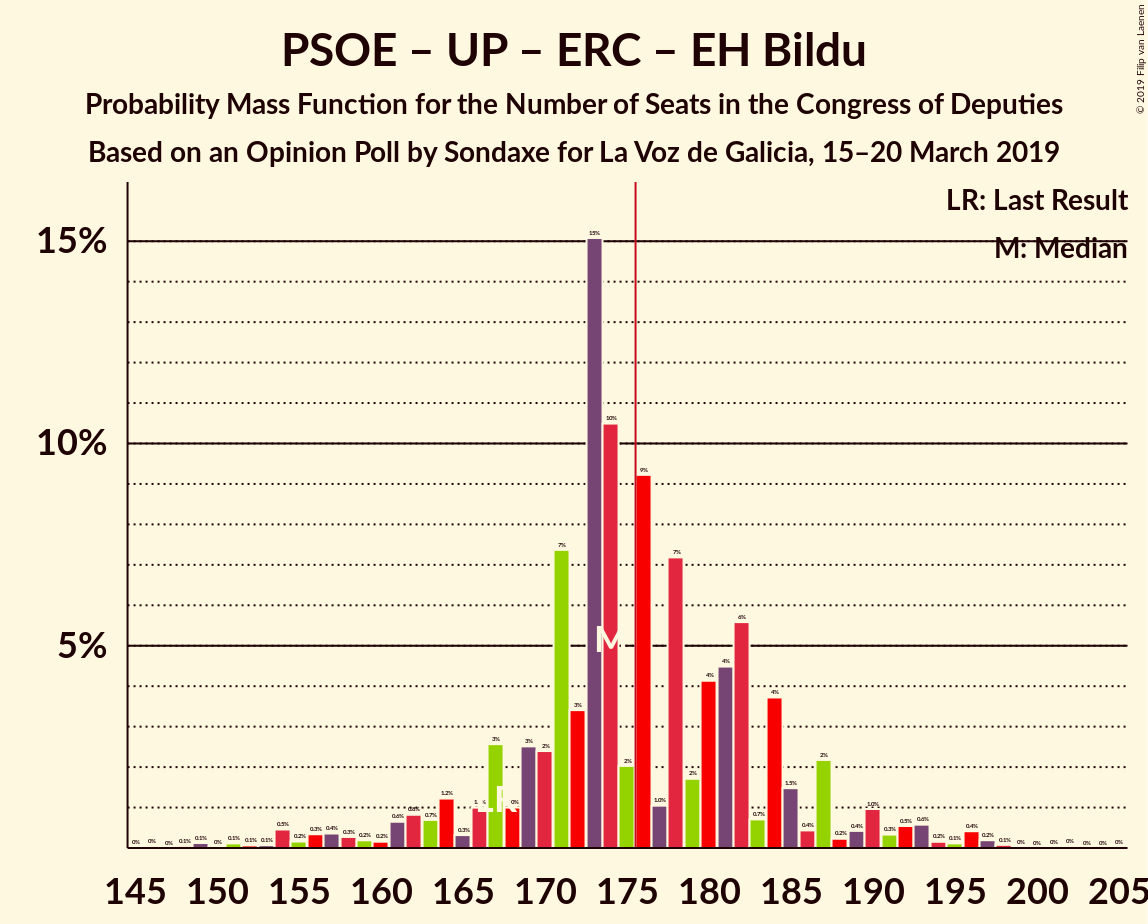 PSOE – UP – ERC – EH Bildu
Probability Mass Function for the Number of Seats in the Congress of Deputies
Based on an Opinion Poll by Sondaxe for La Voz de Galicia, 15–20 March 2019
© 2019 Filip van Laenen
LR: Last Result
M: Median
15%
10%
5%
0% 0% 0% 0.1% 0.1% 0% 0.1% 0.1% 0.1% 0.5% 0.2% 0.3% 0.4% 0.3% 0.2% 0.2% 0.6% 0.8% 0.7% 1.2% 0.3% 3% 3% 2% 7% 3% 15% 10% 2% 9% 1.0% 7% 2% 4% 4% 6% 0.7% 4% 1.5% 0.4% 2% 0.2% 0.4% 1.0% 0.3% 0.5% 0.6% 0.2% 0.1% 0.4% 0.2% 0.1% 0% 0% 0% 0% 0% 0% 0%
M
LR
145 150 155 160 165 170 175 180 185 190 195 200 205